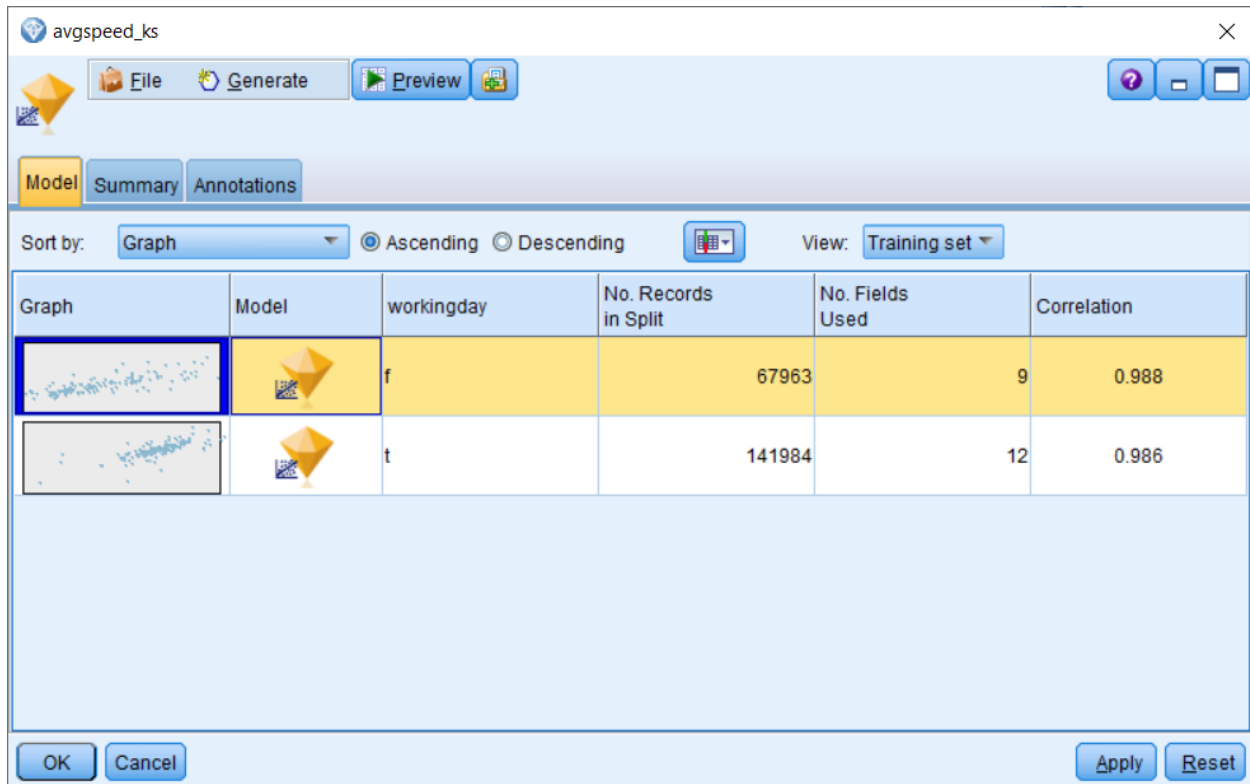 avgspeed_ks
File Generate Preview
Model Summary Annotations
Sort by: Graph Ascending Descending View: Training set
Graph Model workingday No. Records in Split No. Fields Used Correlation
f 67963 9 0.988
t 141984 12 0.986
OK Cancel Apply Reset